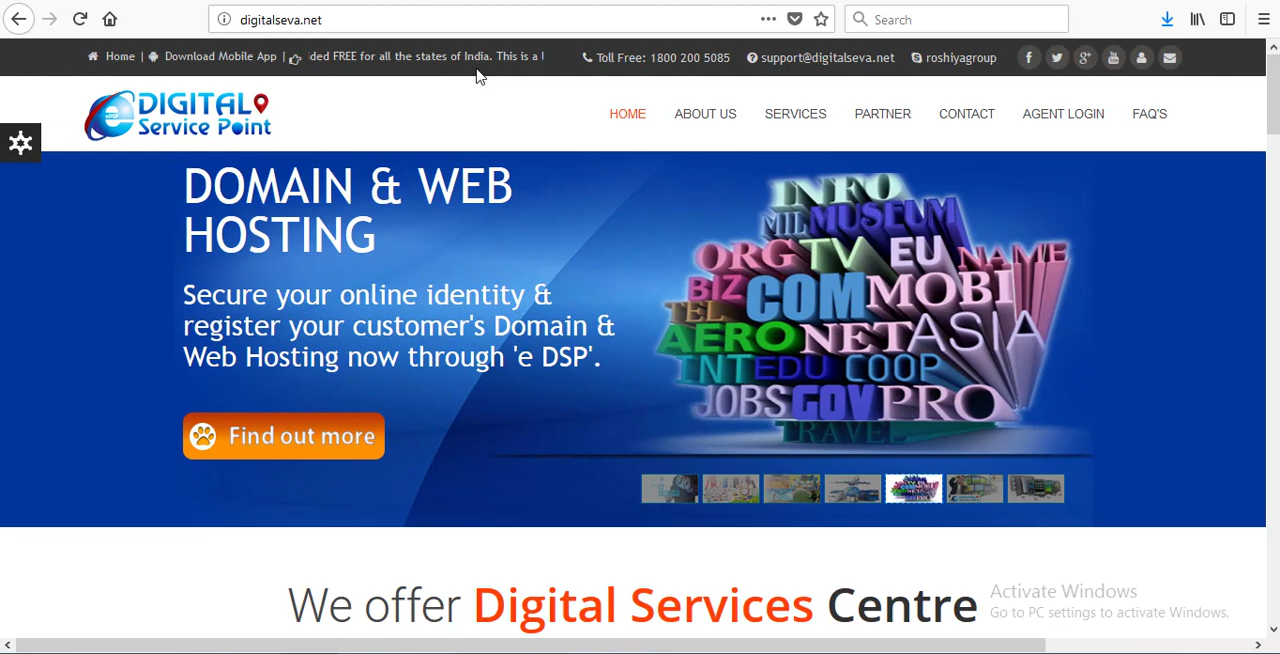 digitalseva.net
Search
Home | Download Mobile App | ded FREE for all the states of India. This is a
Toll Free: 1800 200 5085 support@digitalseva.net roshiyagroup
DIGITAL
Service Point
HOME ABOUT US SERVICES PARTNER CONTACT AGENT LOGIN FAQ'S
DOMAIN & WEB
HOSTING
Secure your online identity &
register your customer's Domain &
Web Hosting now through 'e DSP'.
Find out more
INFO
MIL MUSEUM
ORG TV EU NAME
BIZ COM MOBI
TEL
AERO NET ASIA
INT EDU COOP
JOBS GOV PRO
TRAVEL
We offer Digital Services Centre
Activate Windows
Go to PC settings to activate Windows.